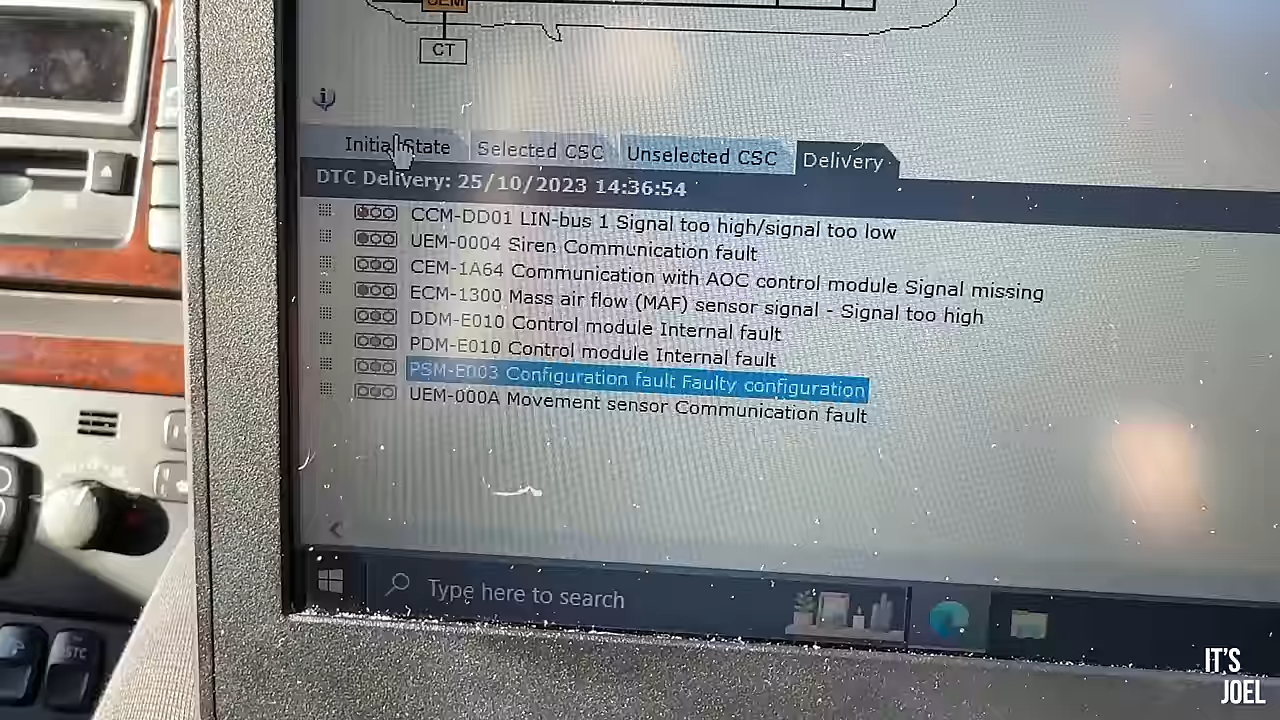 CEM
CT
Initial State
Selected CSC
Unselected CSC
Delivery
DTC Delivery: 25/10/2023 14:36:54
CCM-DD01 LIN-bus 1 Signal too high/signal too low
UEM-0004 Siren Communication fault
CEM-1A64 Communication with AOC control module Signal missing
ECM-1300 Mass air flow (MAF) sensor signal - Signal too high
DDM-E010 Control module Internal fault
PDM-E010 Control module Internal fault
PSM-E003 Configuration fault Faulty configuration
UEM-000A Movement sensor Communication fault
Type here to search
STC
IT'S
JOEL